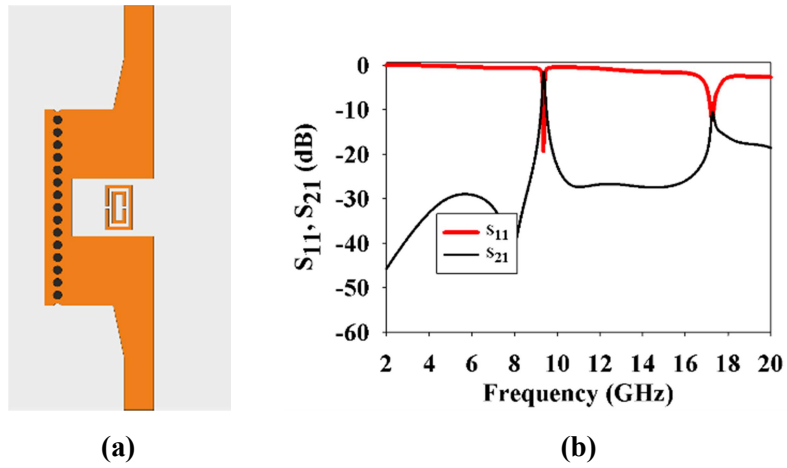 (b)
0
-10
-20
-30
-40
-50
-60
S₁₁, S₂₁ (dB)
S₁₁
S₂₁
2 4 6 8 10 12 14 16 18 20
Frequency (GHz)
(a)
(b)